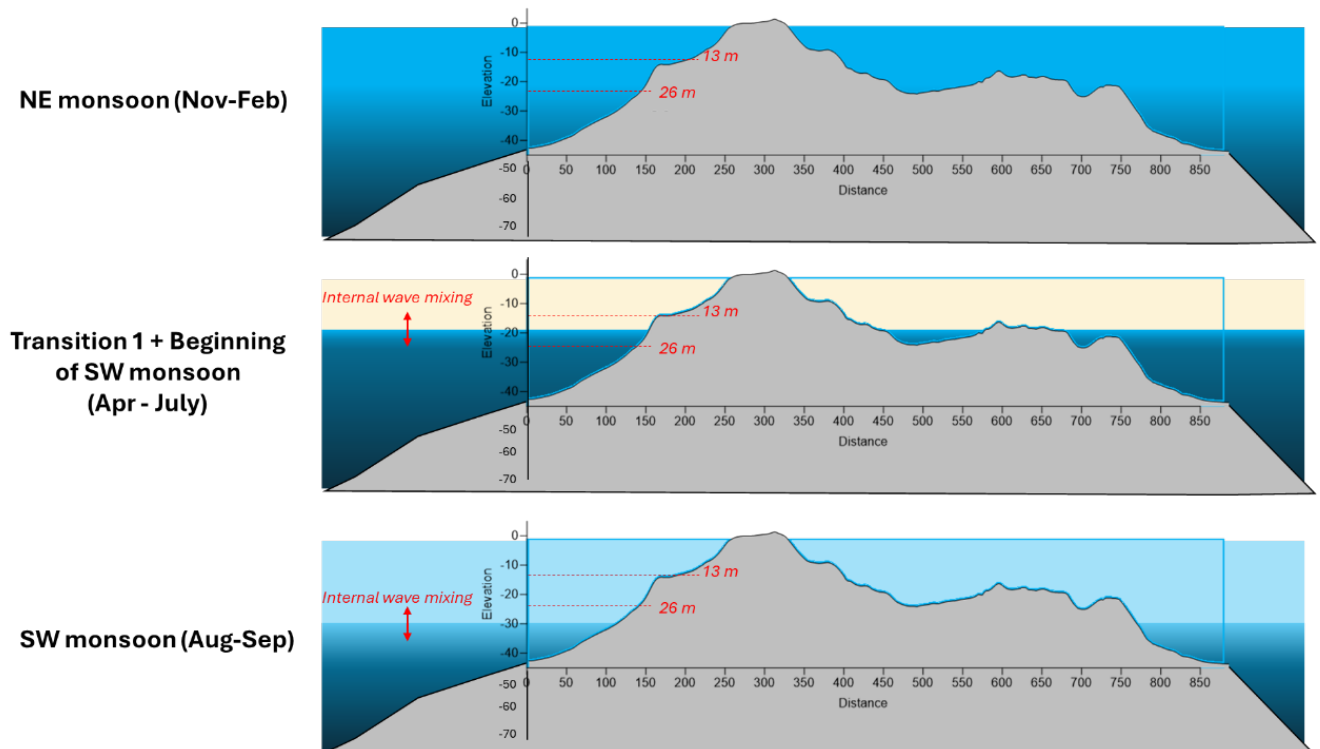 NE monsoon (Nov-Feb)
0
-10
-20
-30
-40
-50
-60
-70
Elevation
13 m
26 m
0 50 100 150 200 250 300 350 400 450 500 550 600 650 700 750 800 850
Distance
Transition 1 + Beginning
of SW monsoon
(Apr - July)
Internal wave mixing
0
-10
-20
-30
-40
-50
-60
-70
Elevation
13 m
26 m
0 50 100 150 200 250 300 350 400 450 500 550 600 650 700 750 800 850
Distance
SW monsoon (Aug-Sep)
Internal wave mixing
0
-10
-20
-30
-40
-50
-60
-70
Elevation
13 m
26 m
0 50 100 150 200 250 300 350 400 450 500 550 600 650 700 750 800 850
Distance